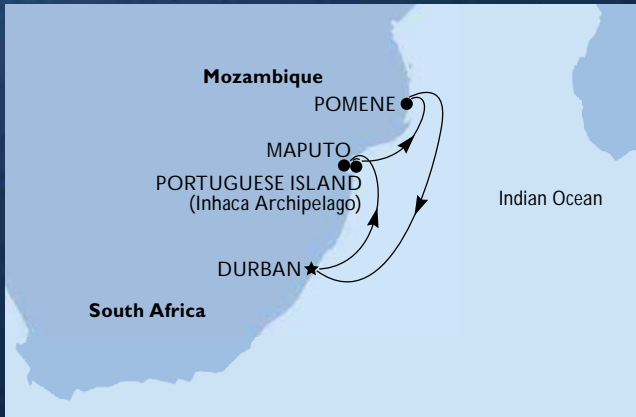 Mozambique
POMENE
MAPUTO
PORTUGUESE ISLAND
(Inhaca Archipelago)
Indian Ocean
DURBAN
South Africa